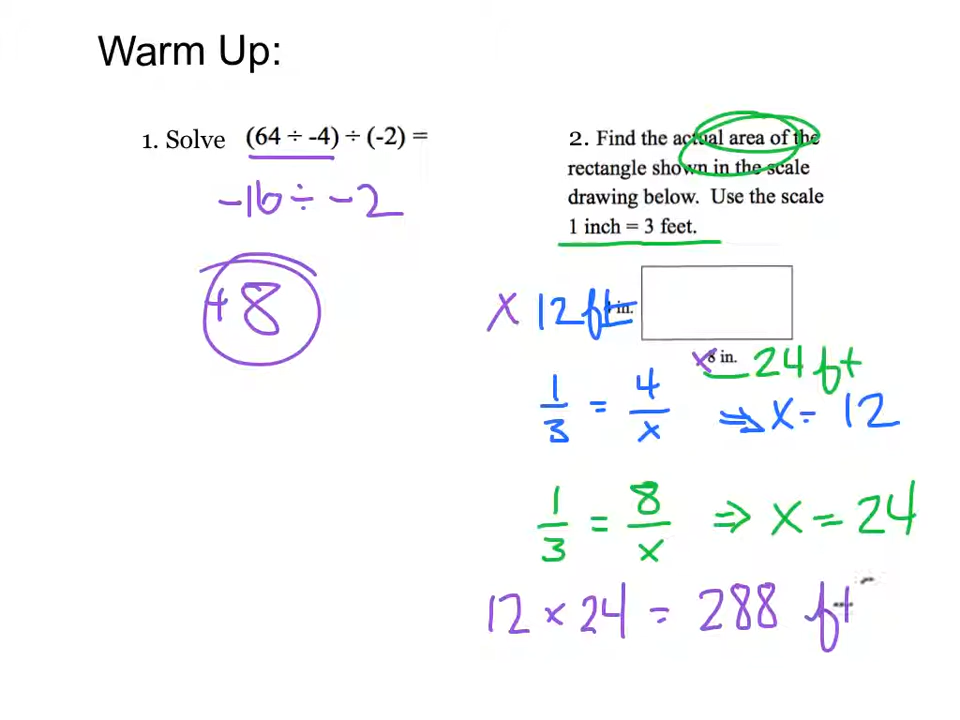 Warm Up:
1. Solve (64 ÷ -4) ÷ (-2) =
-16 ÷ -2
+8
2. Find the actual area of the
rectangle shown in the scale
drawing below. Use the scale
1 inch = 3 feet.
x 12 ft in.
x 8 in. 24 ft
1/3 = 4/x ⇒ x = 12
1/3 = 8/x ⇒ x = 24
12 × 24 = 288 ft